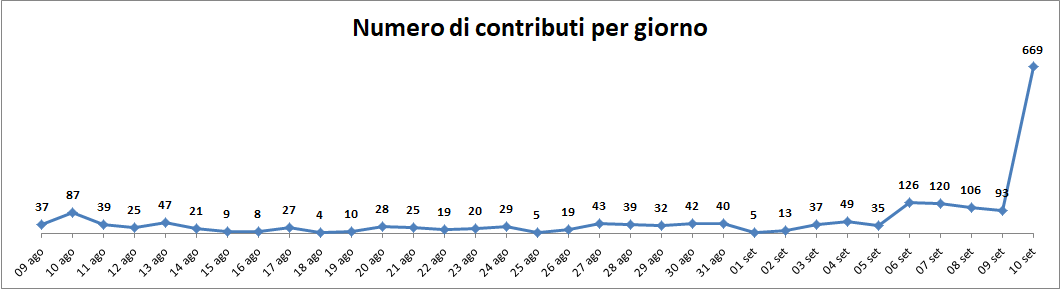 Numero di contributi per giorno
669
126 120 106 93
37 87 39 25 47 21 9 8 27 4 10 28 25 19 20 29 5 19 43 39 32 42 40 5 13 37 49 35
09 ago 10 ago 11 ago 12 ago 13 ago 14 ago 15 ago 16 ago 17 ago 18 ago 19 ago 20 ago 21 ago 22 ago 23 ago 24 ago 25 ago 26 ago 27 ago 28 ago 29 ago 30 ago 31 ago 01 set 02 set 03 set 04 set 05 set 06 set 07 set 08 set 09 set 10 set